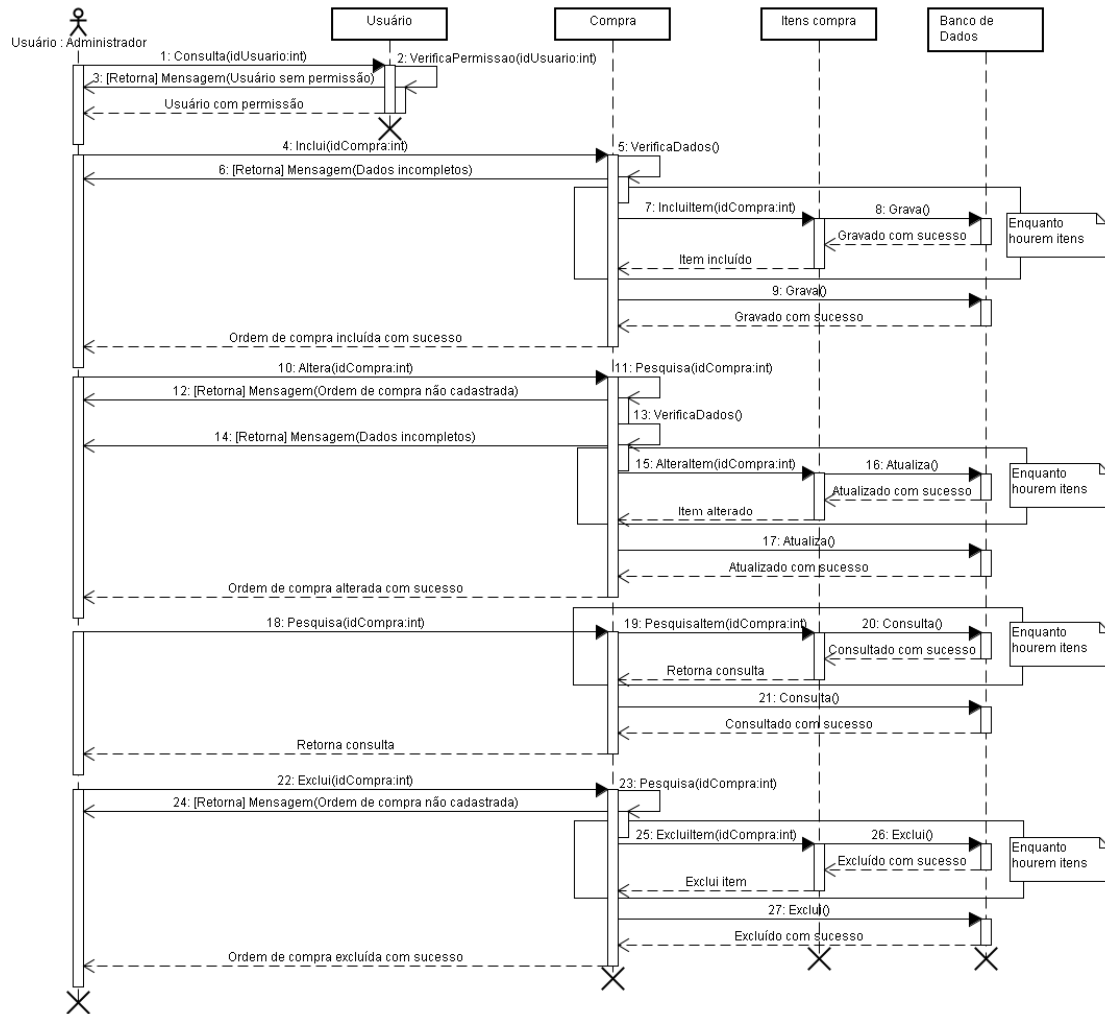 Usuário
Compra
Itens compra
Banco de
Dados
Usuário : Administrador
1: Consulta(idUsuario:int)
2: VerificaPermissao(idUsuario:int)
3: [Retorna] Mensagem(Usuário sem permissão)
Usuário com permissão
4: Inclui(idCompra:int)
5: VerificaDados()
6: [Retorna] Mensagem(Dados incompletos)
7: IncluiItem(idCompra:int)
8: Grava()
Enquanto
hourem itens
Gravado com sucesso
Item incluído
9: Grava()
Gravado com sucesso
Ordem de compra incluída com sucesso
10: Altera(idCompra:int)
11: Pesquisa(idCompra:int)
12: [Retorna] Mensagem(Ordem de compra não cadastrada)
13: VerificaDados()
14: [Retorna] Mensagem(Dados incompletos)
15: AlteraItem(idCompra:int)
16: Atualiza()
Enquanto
hourem itens
Atualizado com sucesso
Item alterado
17: Atualiza()
Atualizado com sucesso
Ordem de compra alterada com sucesso
18: Pesquisa(idCompra:int)
19: PesquisaItem(idCompra:int)
20: Consulta()
Enquanto
hourem itens
Consultado com sucesso
Retorna consulta
21: Consulta()
Consultado com sucesso
Retorna consulta
22: Exclui(idCompra:int)
23: Pesquisa(idCompra:int)
24: [Retorna] Mensagem(Ordem de compra não cadastrada)
25: ExcluiItem(idCompra:int)
26: Exclui()
Enquanto
hourem itens
Excluído com sucesso
Exclui item
27: Exclui()
Excluído com sucesso
Ordem de compra excluída com sucesso